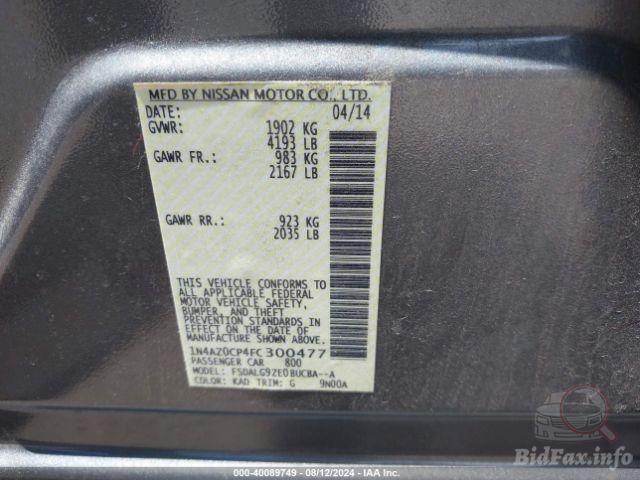 MFD BY NISSAN MOTOR CO., LTD.
DATE: 04/14
GVWR: 1902 KG
4193 LB
GAWR FR.: 983 KG
2167 LB
GAWR RR.: 923 KG
2035 LB
THIS VEHICLE CONFORMS TO
ALL APPLICABLE FEDERAL
MOTOR VEHICLE SAFETY,
BUMPER, AND THEFT
PREVENTION STANDARDS IN
EFFECT ON THE DATE OF
MANUFACTURE SHOWN ABOVE.
1N4AZ0CP4FC300477
PASSENGER CAR 800
MODEL: FSDALG9ZE0BUCBA--A
COLOR: KAD TRIM: G 9N00A
000-40089749 - 08/12/2024 - IAA Inc.
BidFax.info